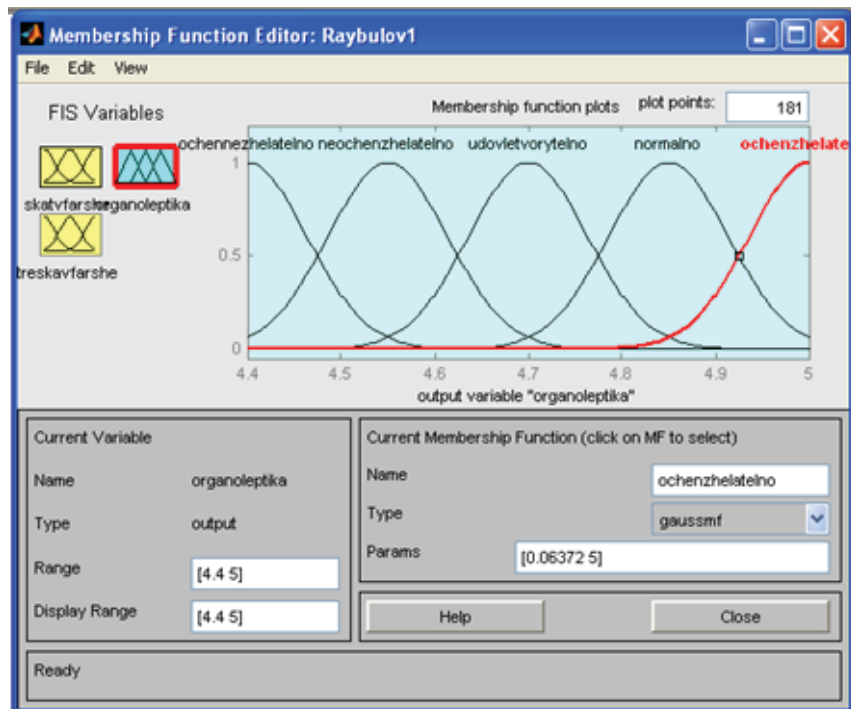 Membership Function Editor: Raybulov1
File Edit View
FIS Variables
Membership function plots
plot points:
181
ochennezhelatelno
neochenzhelatelno
udovletvorytelno
normalno
ochenzhelate
skatvfarshe
organoleptika
treskavfarshe
1
0.5
0
4.4 4.5 4.6 4.7 4.8 4.9 5
output variable "organoleptika"
Current Variable
Name organoleptika
Type output
Range [4.4 5]
Display Range [4.4 5]
Current Membership Function (click on MF to select)
Name ochenzhelatelno
Type gaussmf
Params [0.06372 5]
Help
Close
Ready